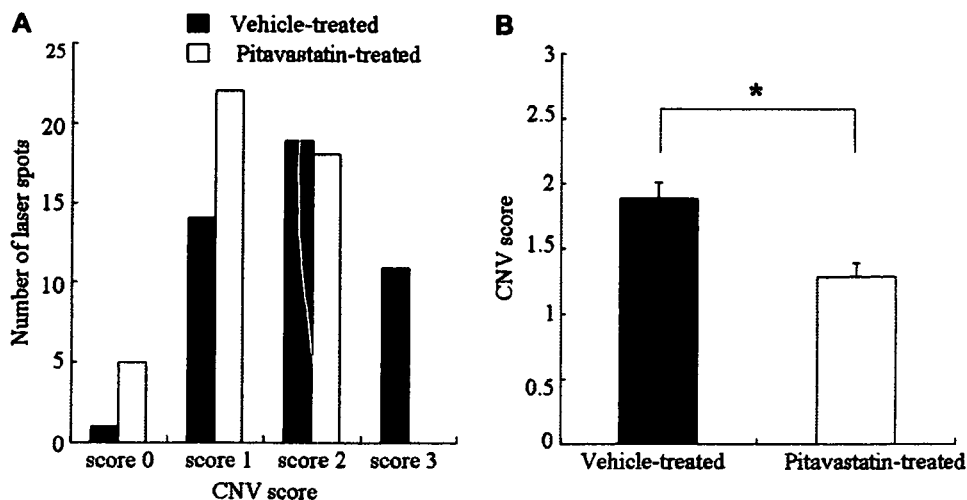 A
Vehicle-treated
Pitavastatin-treated
25
20
15
10
5
0
Number of laser spots
score 0 score 1 score 2 score 3
CNV score
B
3
2.5
2
1.5
1
0.5
0
CNV score
*
Vehicle-treated Pitavastatin-treated